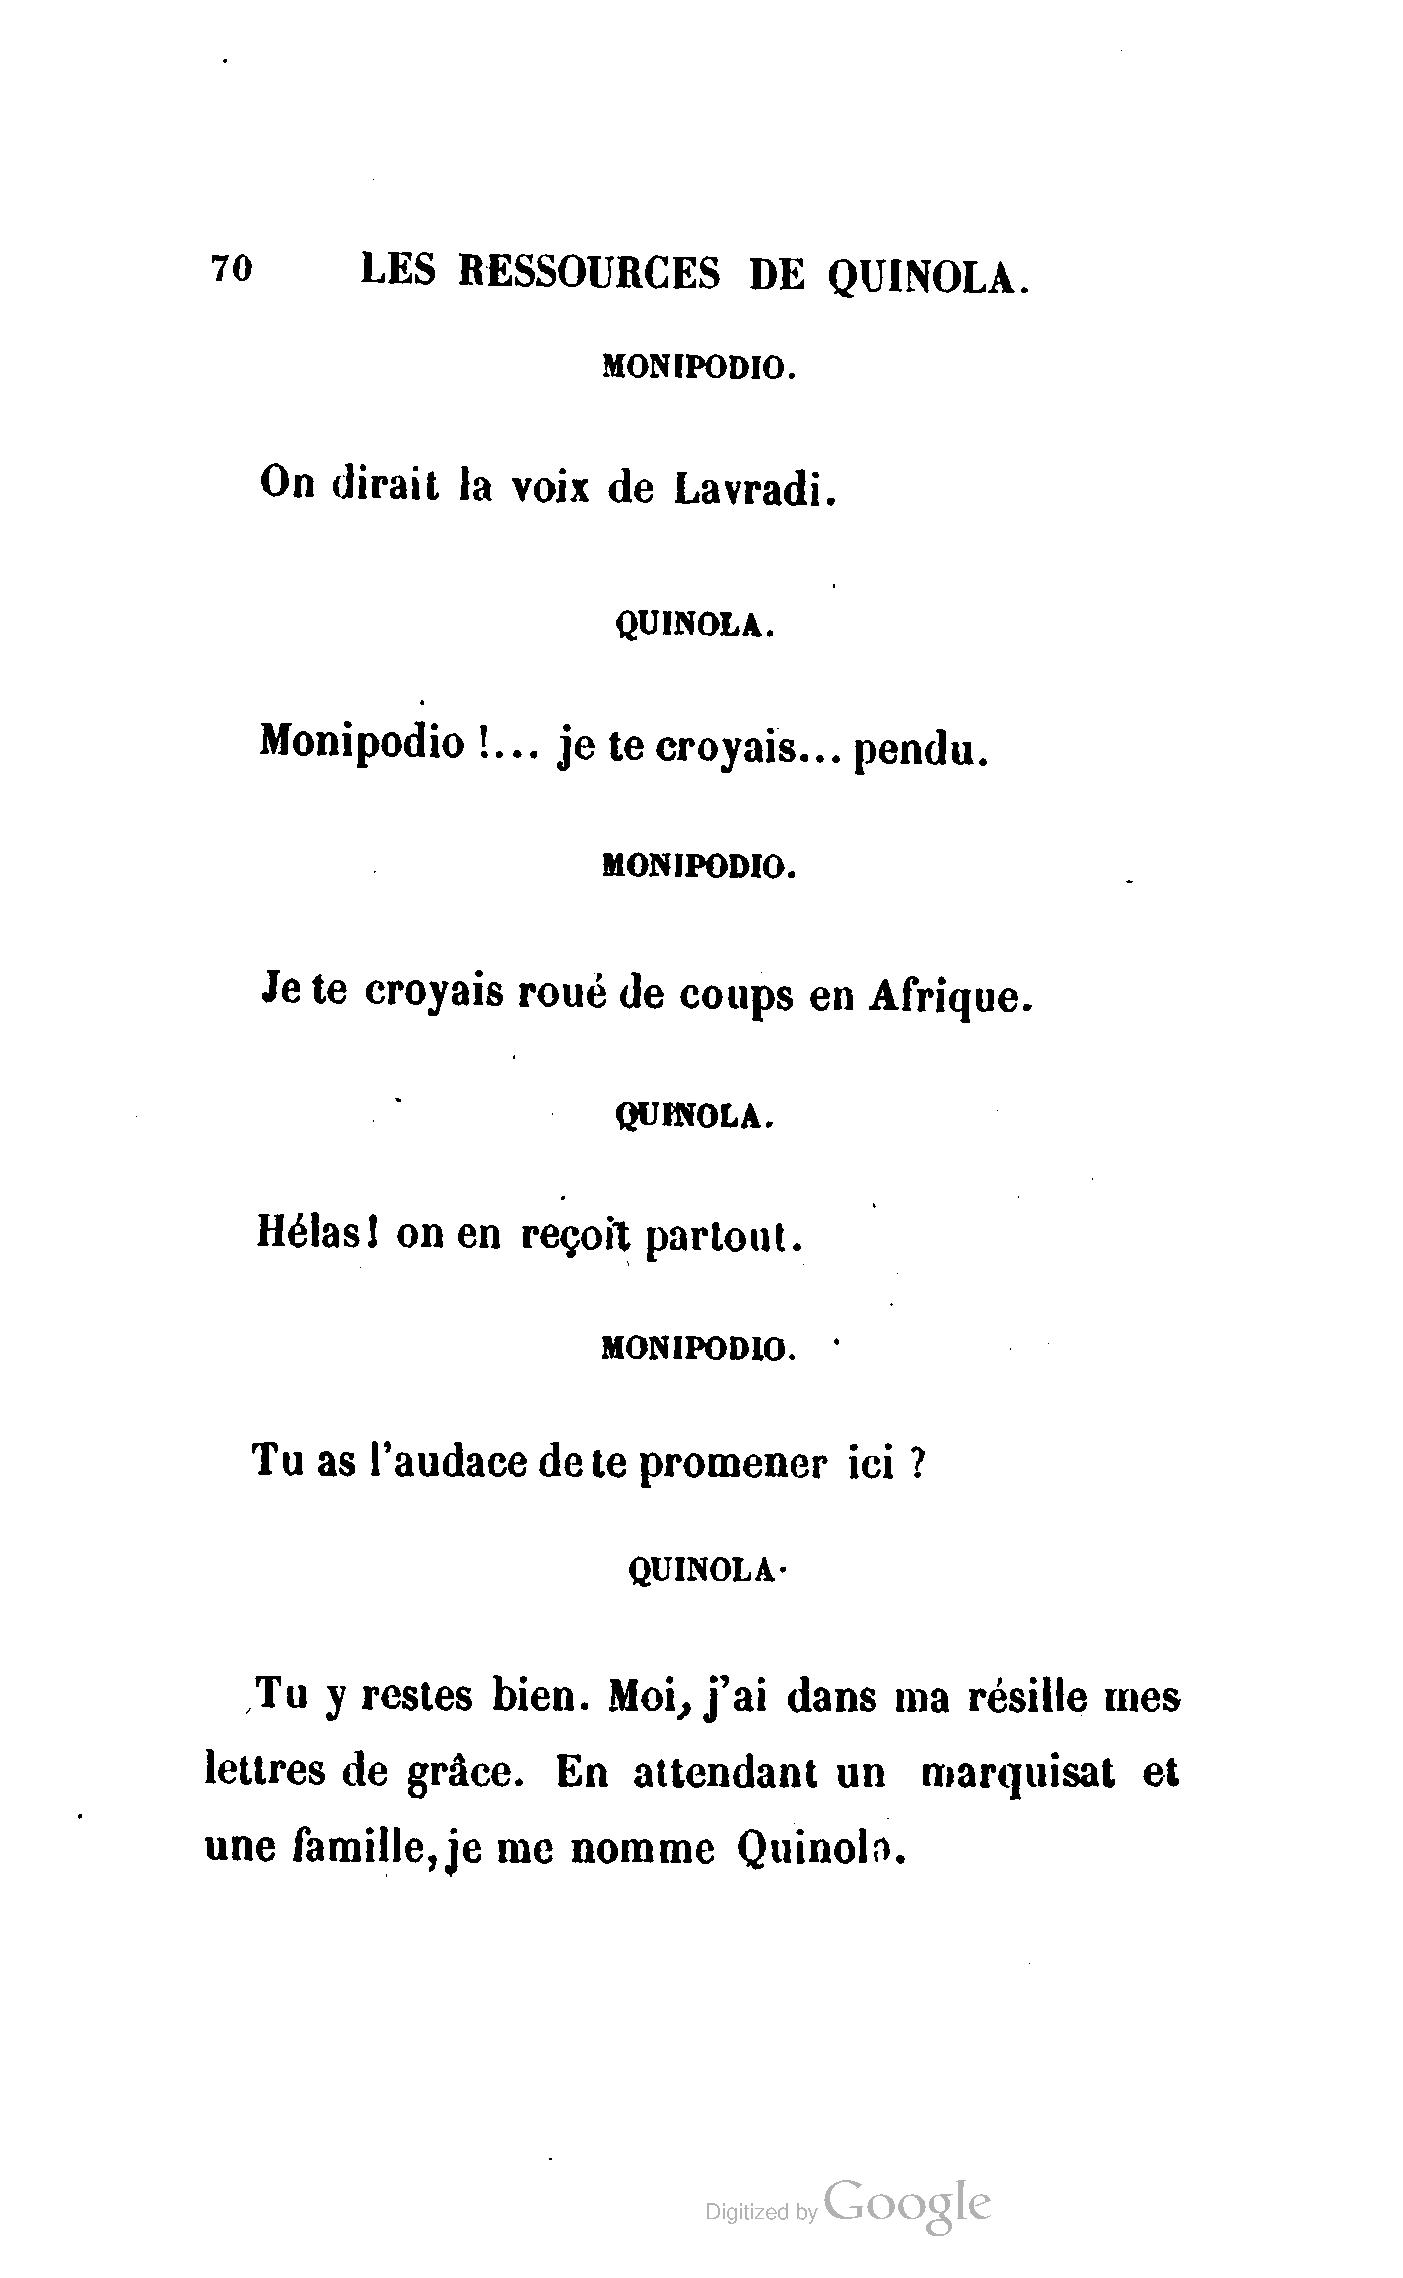 70 LES RESSOURCES DE QUINOLA.
MONIPODIO.
On dirait la voix de Lavradi.
QUINOLA.
Monipodio !... je te croyais... pendu.
MONIPODIO.
Je te croyais roué de coups en Afrique.
QUINOLA.
Hélas! on en reçoit partout.
MONIPODIO.
Tu as l'audace de te promener ici ?
QUINOLA.
Tu y restes bien. Moi, j'ai dans ma résille mes
lettres de grâce. En attendant un marquisat et
une famille, je me nomme Quinola.
Digitized by Google